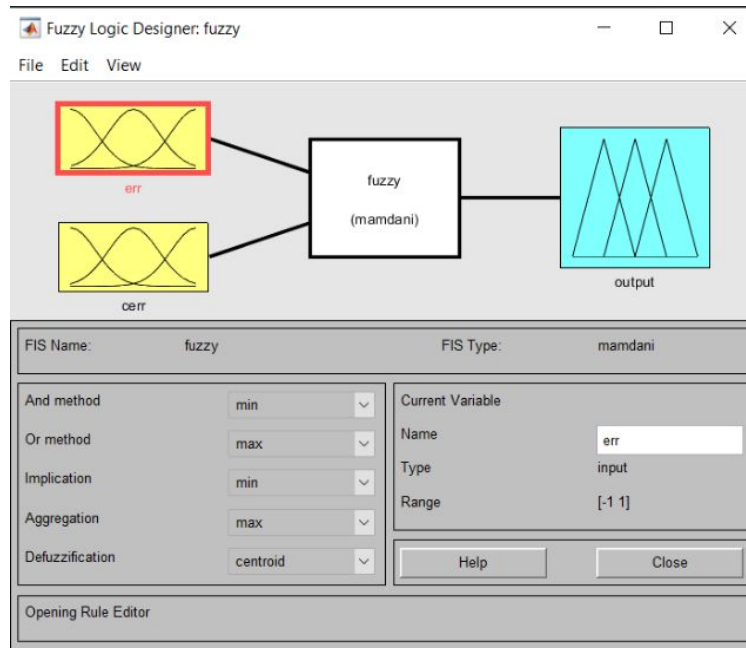 Fuzzy Logic Designer: fuzzy
File Edit View
err
cerr
fuzzy
(mamdani)
output
FIS Name: fuzzy FIS Type: mamdani
And method min
Or method max
Implication min
Aggregation max
Defuzzification centroid
Current Variable
Name err
Type input
Range [-1 1]
Help Close
Opening Rule Editor